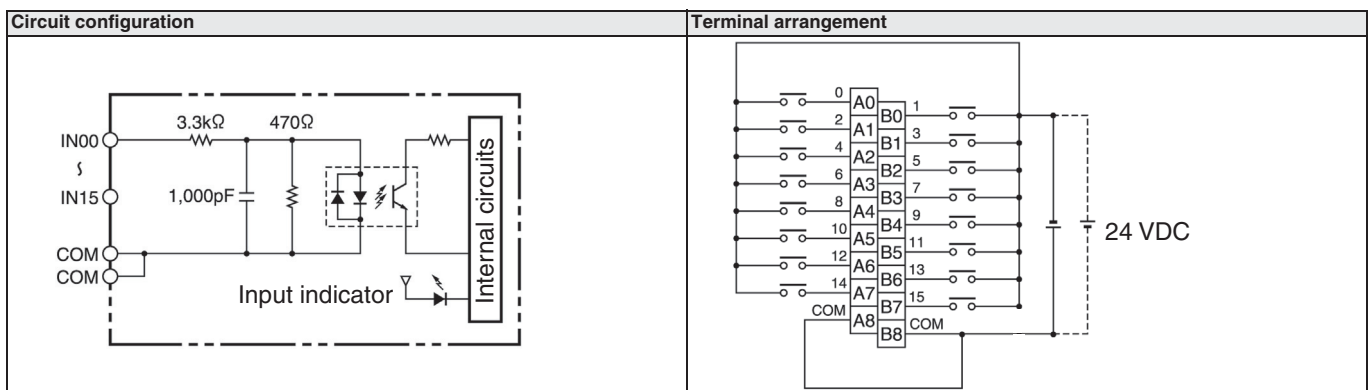 Circuit configuration
Terminal arrangement
IN00
IN15
COM
COM
3.3kΩ
470Ω
1,000pF
Input indicator
Internal circuits
0 A0
B0 1
2 A1
B1 3
4 A2
B2 5
6 A3
B3 7
8 A4
B4 9
10 A5
B5 11
12 A6
B6 13
14 A7
B7 15
COM A8
B8 COM
24 VDC